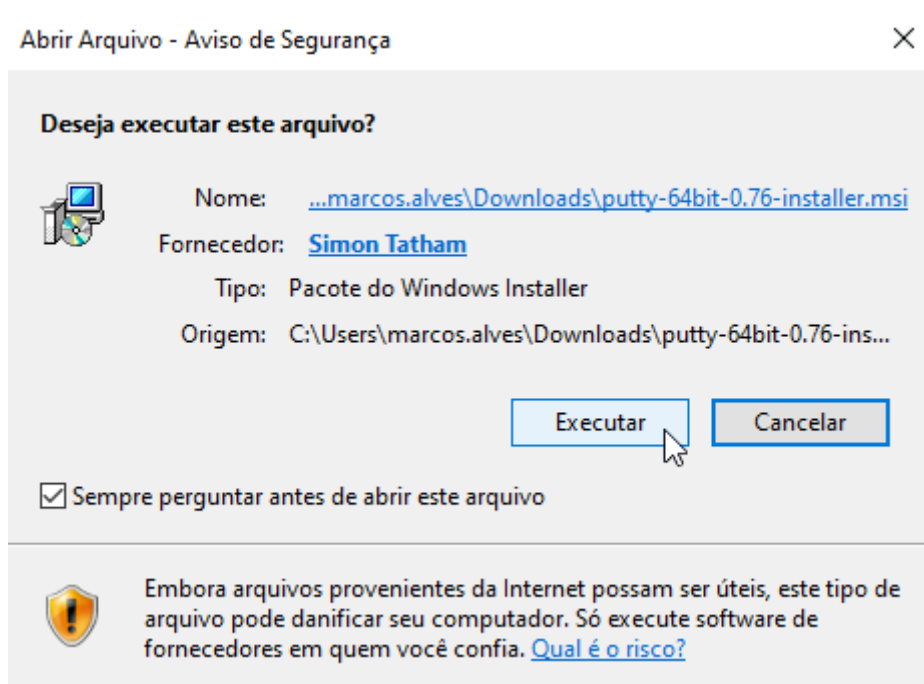 Abrir Arquivo - Aviso de Segurança
Deseja executar este arquivo?
Nome: ...marcos.alves\Downloads\putty-64bit-0.76-installer.msi
Fornecedor: Simon Tatham
Tipo: Pacote do Windows Installer
Origem: C:\Users\marcos.alves\Downloads\putty-64bit-0.76-ins...
Executar Cancelar
Sempre perguntar antes de abrir este arquivo
Embora arquivos provenientes da Internet possam ser úteis, este tipo de
arquivo pode danificar seu computador. Só execute software de
fornecedores em quem você confia. Qual é o risco?